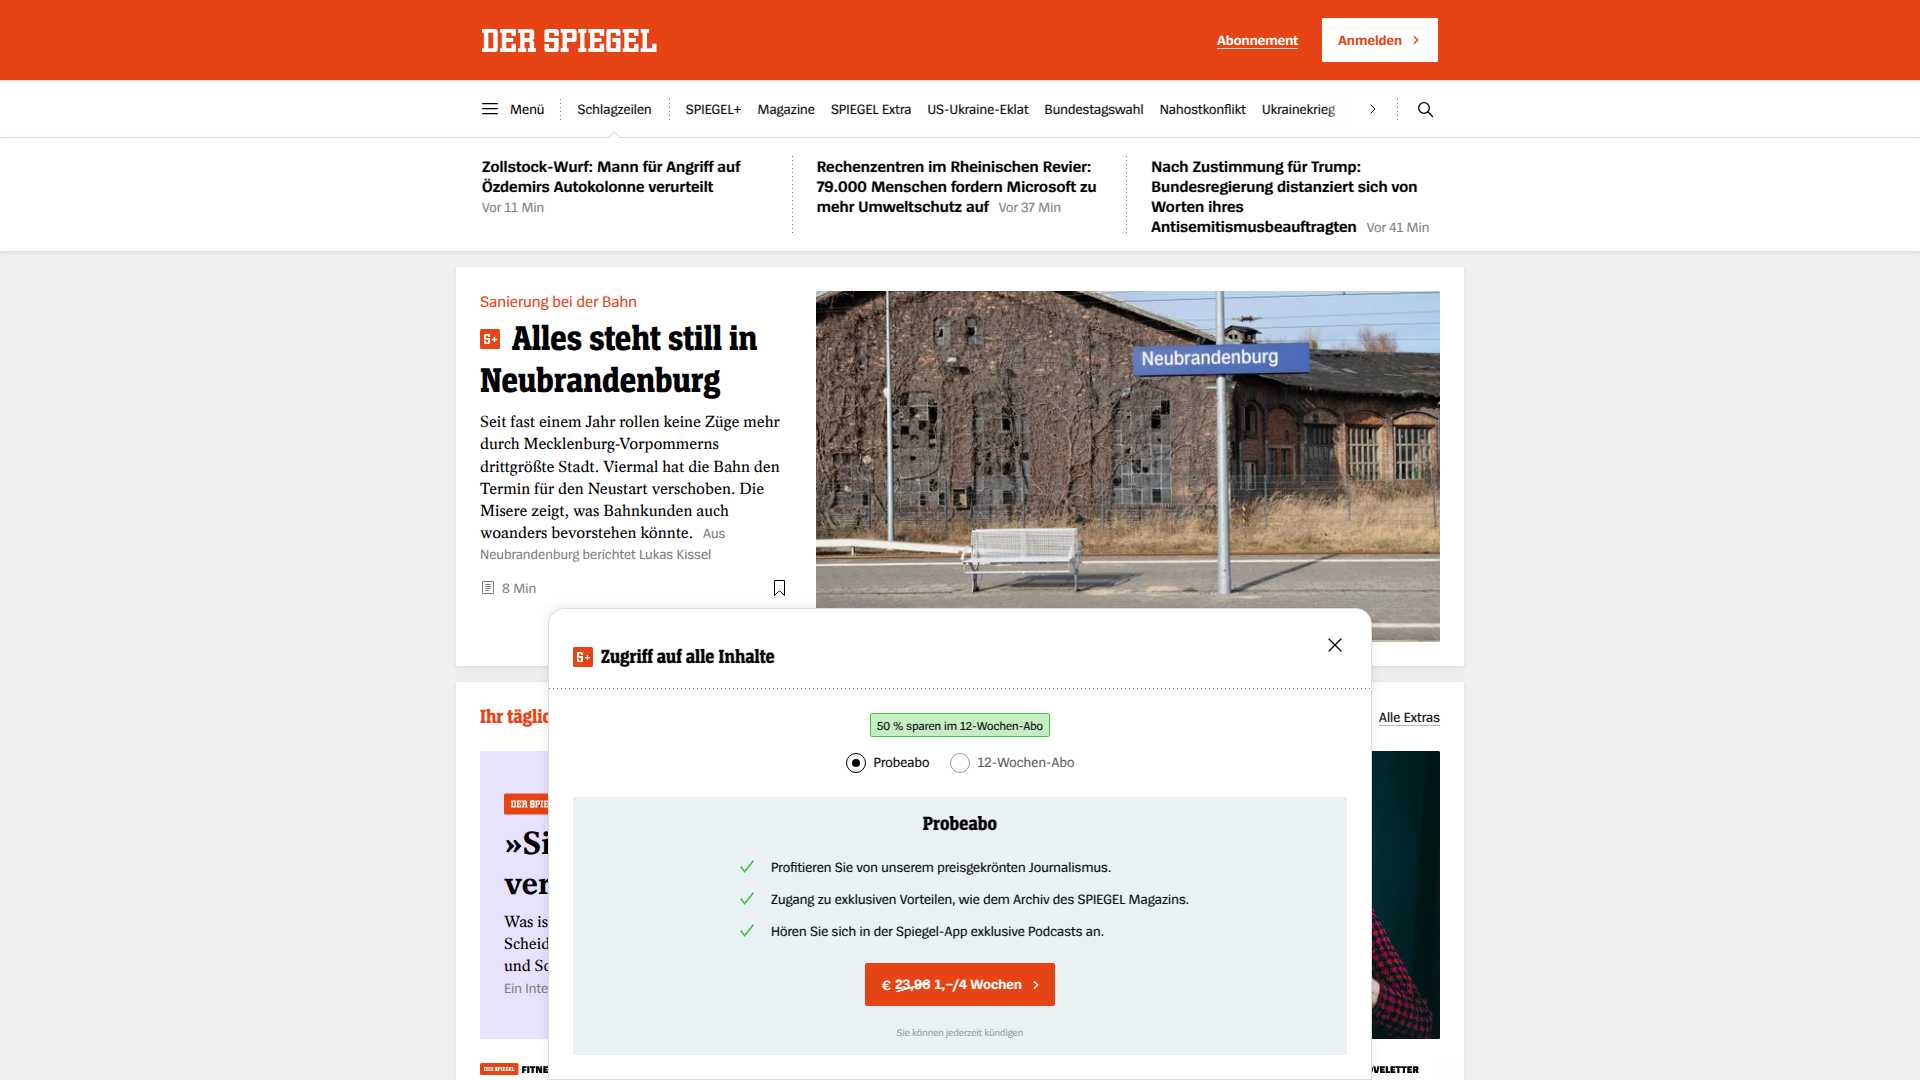 DER SPIEGEL
Abonnement
Anmelden
Menü
Schlagzeilen
SPIEGEL+
Magazine
SPIEGEL Extra
US-Ukraine-Eklat
Bundestagswahl
Nahostkonflikt
Ukrainekrieg
Zollstock-Wurf: Mann für Angriff auf
Özdemirs Autokolonne verurteilt
Vor 11 Min
Rechenzentren im Rheinischen Revier:
79.000 Menschen fordern Microsoft zu
mehr Umweltschutz auf Vor 37 Min
Nach Zustimmung für Trump:
Bundesregierung distanziert sich von
Worten ihres
Antisemitismusbeauftragten Vor 41 Min
Sanierung bei der Bahn
S+ Alles steht still in
Neubrandenburg
Seit fast einem Jahr rollen keine Züge mehr
durch Mecklenburg-Vorpommerns
drittgrößte Stadt. Viermal hat die Bahn den
Termin für den Neustart verschoben. Die
Misere zeigt, was Bahnkunden auch
woanders bevorstehen könnte. Aus
Neubrandenburg berichtet Lukas Kissel
8 Min
Neubrandenburg
S+ Zugriff auf alle Inhalte
50 % sparen im 12-Wochen-Abo
Probeabo
12-Wochen-Abo
Probeabo
Profitieren Sie von unserem preisgekrönten Journalismus.
Zugang zu exklusiven Vorteilen, wie dem Archiv des SPIEGEL Magazins.
Hören Sie sich in der Spiegel-App exklusive Podcasts an.
€ 23,96 1,–/4 Wochen
Sie können jederzeit kündigen
Ihr täglic
Alle Extras
DER SPIE
»Si
ver
Was is
Scheid
und So
Ein Inte
DER SPIEGEL FITNE
VELETTER